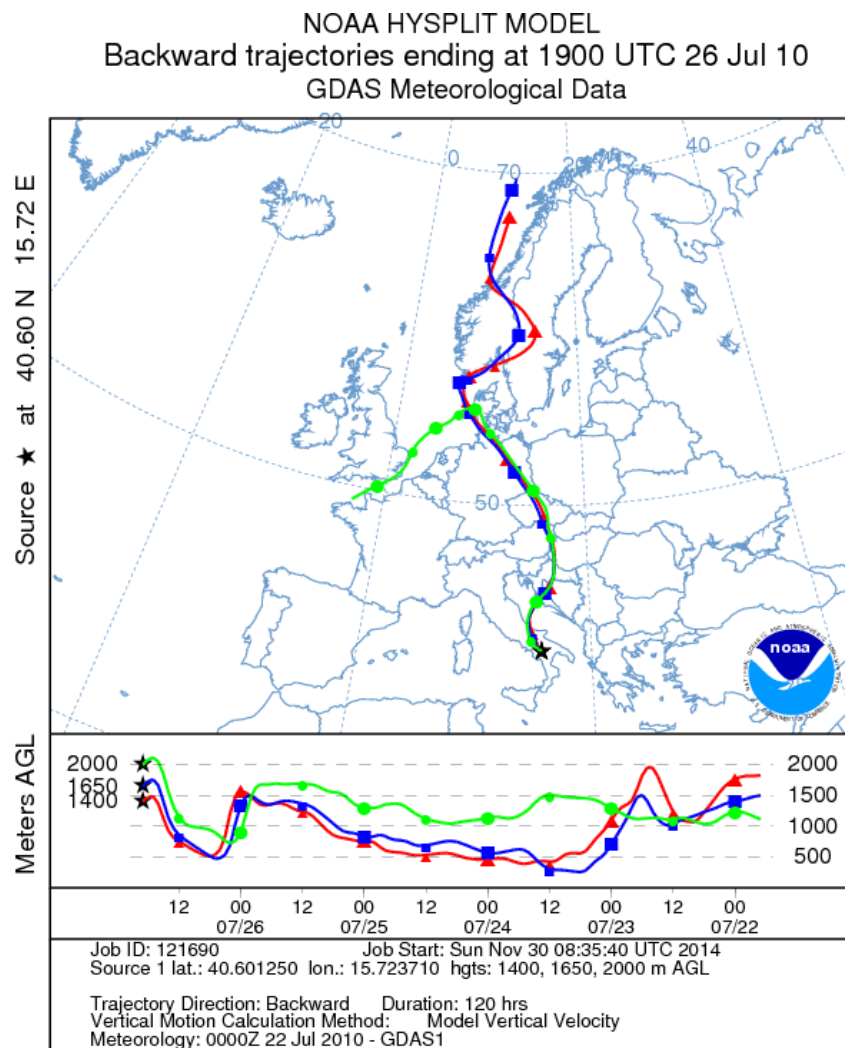 NOAA HYSPLIT MODEL
Backward trajectories ending at 1900 UTC 26 Jul 10
GDAS Meteorological Data
Source ★ at 40.60 N 15.72 E
20
0
70
20
40
50
noaa
Meters AGL
2000
1650
1400
2000
1500
1000
500
12 00 12 00 12 00 12 00 12 00
07/26 07/25 07/24 07/23 07/22
Job ID: 121690 Job Start: Sun Nov 30 08:35:40 UTC 2014
Source 1 lat.: 40.601250 lon.: 15.723710 hgts: 1400, 1650, 2000 m AGL
Trajectory Direction: Backward Duration: 120 hrs
Vertical Motion Calculation Method: Model Vertical Velocity
Meteorology: 0000Z 22 Jul 2010 - GDAS1